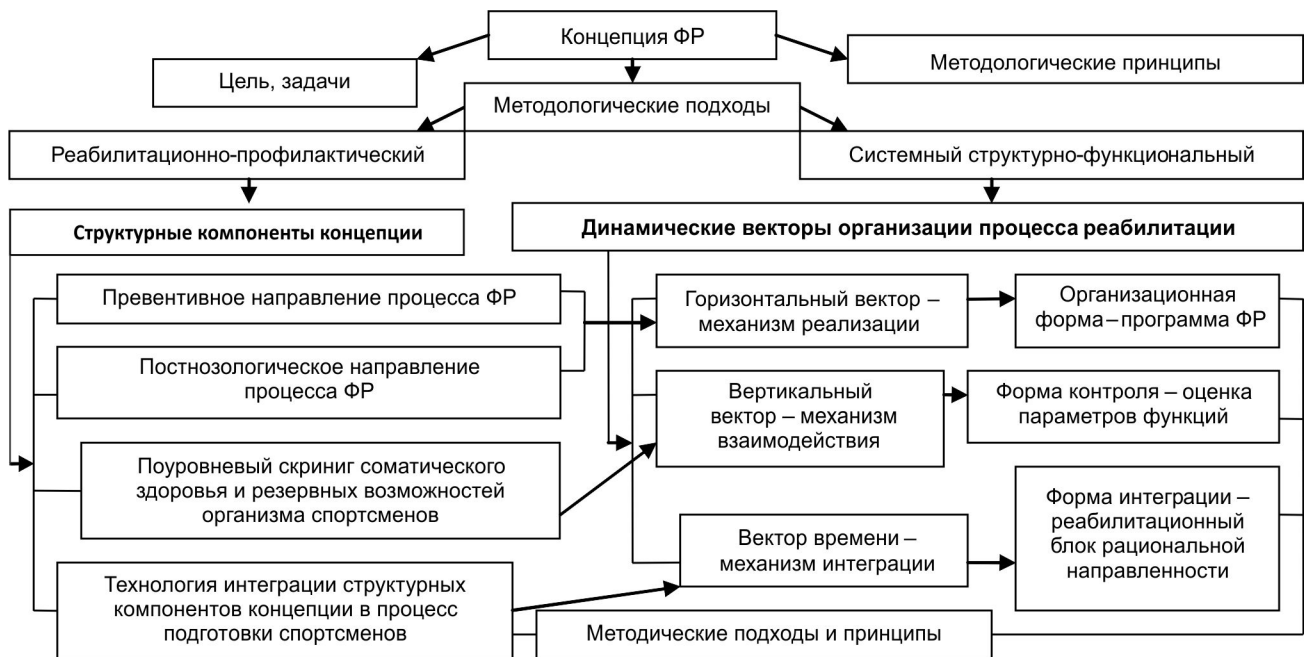 Концепция ФР
Цель, задачи
Методологические принципы
Методологические подходы
Реабилитационно-профилактический
Системный структурно-функциональный
Структурные компоненты концепции
Динамические векторы организации процесса реабилитации
Превентивное направление процесса ФР
Горизонтальный вектор –
механизм реализации
Организационная
форма – программа ФР
Постнозологическое направление
процесса ФР
Вертикальный
вектор – механизм
взаимодействия
Форма контроля – оценка
параметров функций
Поуровневый скриниг соматического
здоровья и резервных возможностей
организма спортсменов
Вектор времени –
механизм интеграции
Форма интеграции –
реабилитационный
блок рациональной
направленности
Технология интеграции структурных
компонентов концепции в процесс
подготовки спортсменов
Методические подходы и принципы